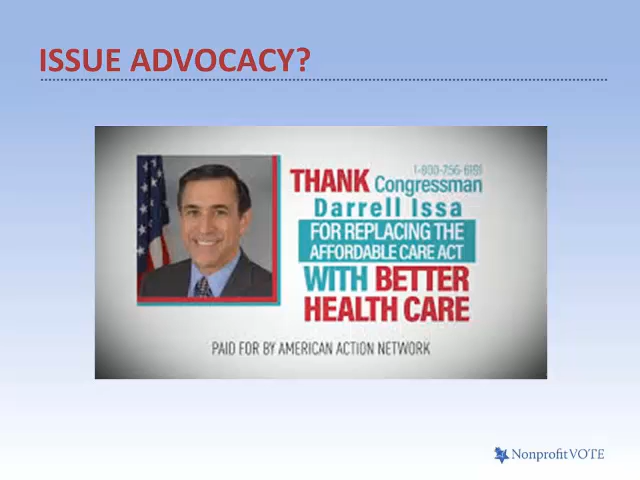 ISSUE ADVOCACY?
1-800-756-6191
THANK Congressman
Darrell Issa
FOR REPLACING THE
AFFORDABLE CARE ACT
WITH BETTER
HEALTH CARE
PAID FOR BY AMERICAN ACTION NETWORK
NonprofitVOTE